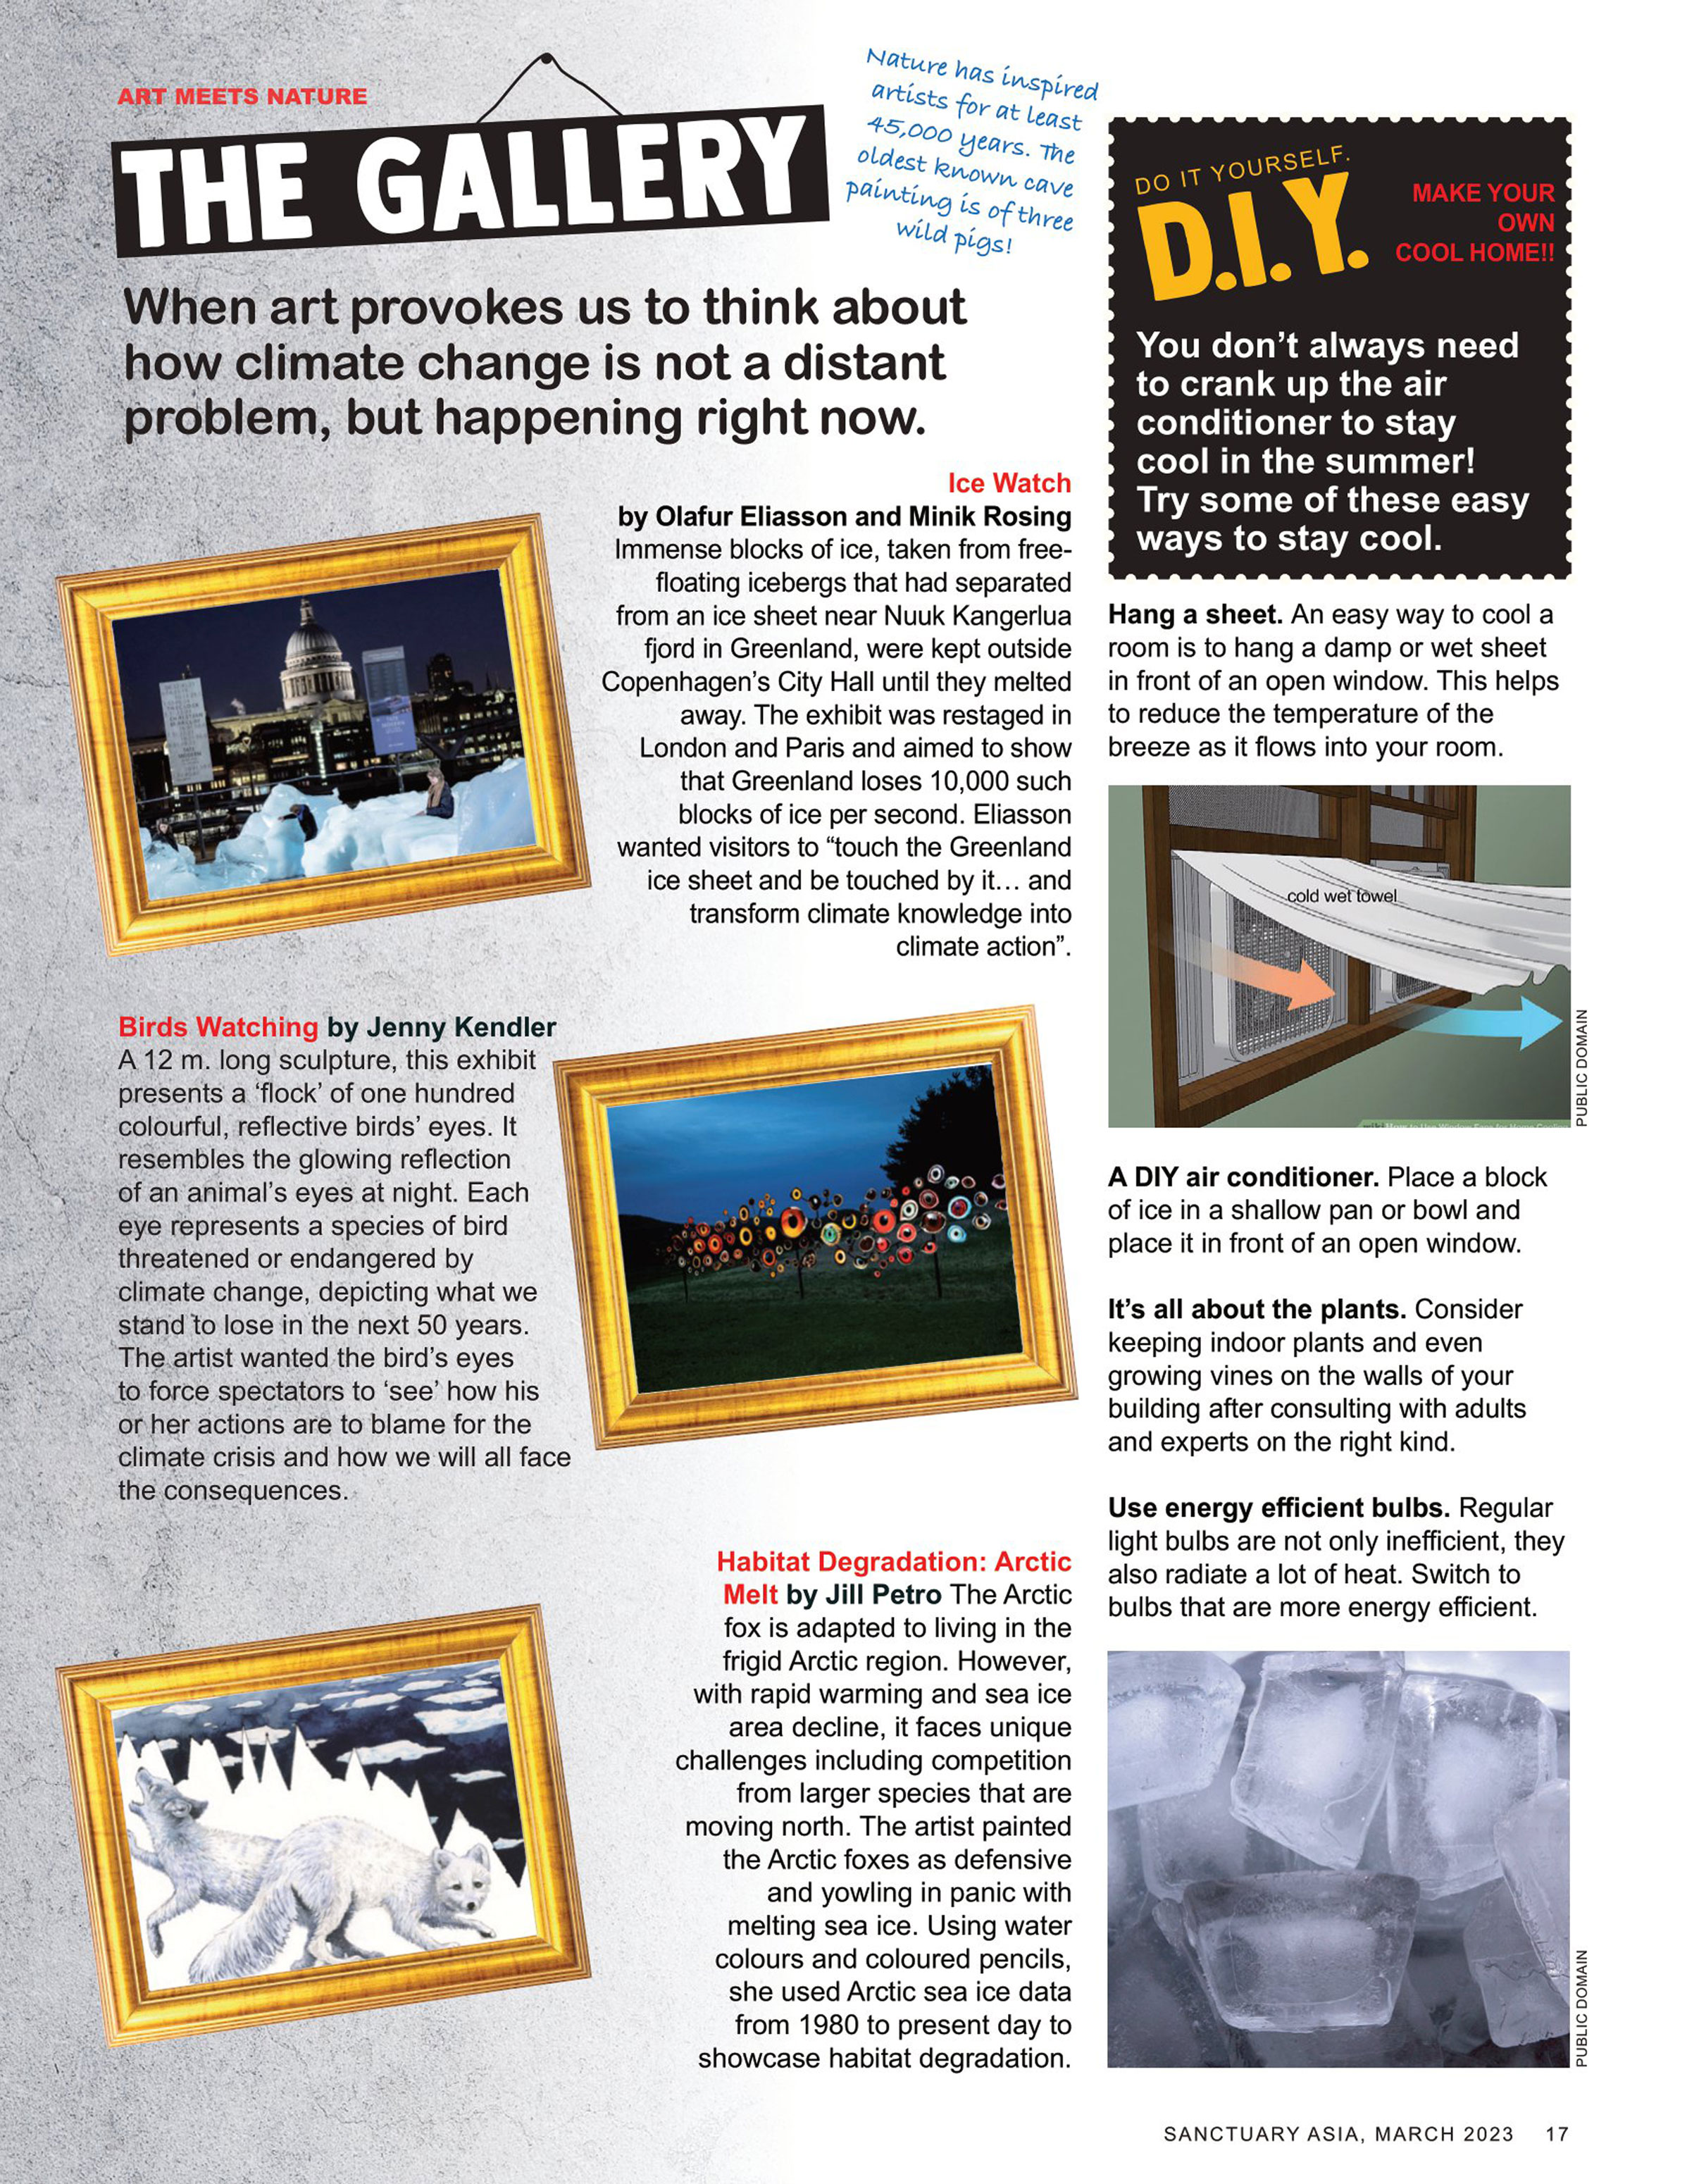 ART MEETS NATURE
THE GALLERY
Nature has inspired
artists for at least
45,000 years. The
oldest known cave
painting is of three
wild pigs!
When art provokes us to think about
how climate change is not a distant
problem, but happening right now.
Ice Watch
by Olafur Eliasson and Minik Rosing
Immense blocks of ice, taken from free-
floating icebergs that had separated
from an ice sheet near Nuuk Kangerlua
fjord in Greenland, were kept outside
Copenhagen’s City Hall until they melted
away. The exhibit was restaged in
London and Paris and aimed to show
that Greenland loses 10,000 such
blocks of ice per second. Eliasson
wanted visitors to “touch the Greenland
ice sheet and be touched by it… and
transform climate knowledge into
climate action”.
Birds Watching by Jenny Kendler
A 12 m. long sculpture, this exhibit
presents a ‘flock’ of one hundred
colourful, reflective birds’ eyes. It
resembles the glowing reflection
of an animal’s eyes at night. Each
eye represents a species of bird
threatened or endangered by
climate change, depicting what we
stand to lose in the next 50 years.
The artist wanted the bird’s eyes
to force spectators to ‘see’ how his
or her actions are to blame for the
climate crisis and how we will all face
the consequences.
Habitat Degradation: Arctic
Melt by Jill Petro The Arctic
fox is adapted to living in the
frigid Arctic region. However,
with rapid warming and sea ice
area decline, it faces unique
challenges including competition
from larger species that are
moving north. The artist painted
the Arctic foxes as defensive
and yowling in panic with
melting sea ice. Using water
colours and coloured pencils,
she used Arctic sea ice data
from 1980 to present day to
showcase habitat degradation.
DO IT YOURSELF.
D.I.Y.
MAKE YOUR
OWN
COOL HOME!!
You don’t always need
to crank up the air
conditioner to stay
cool in the summer!
Try some of these easy
ways to stay cool.
Hang a sheet. An easy way to cool a
room is to hang a damp or wet sheet
in front of an open window. This helps
to reduce the temperature of the
breeze as it flows into your room.
cold wet towel
How to Use Window Fans for Home Cooling
PUBLIC DOMAIN
A DIY air conditioner. Place a block
of ice in a shallow pan or bowl and
place it in front of an open window.
It’s all about the plants. Consider
keeping indoor plants and even
growing vines on the walls of your
building after consulting with adults
and experts on the right kind.
Use energy efficient bulbs. Regular
light bulbs are not only inefficient, they
also radiate a lot of heat. Switch to
bulbs that are more energy efficient.
PUBLIC DOMAIN
SANCTUARY ASIA, MARCH 2023 17